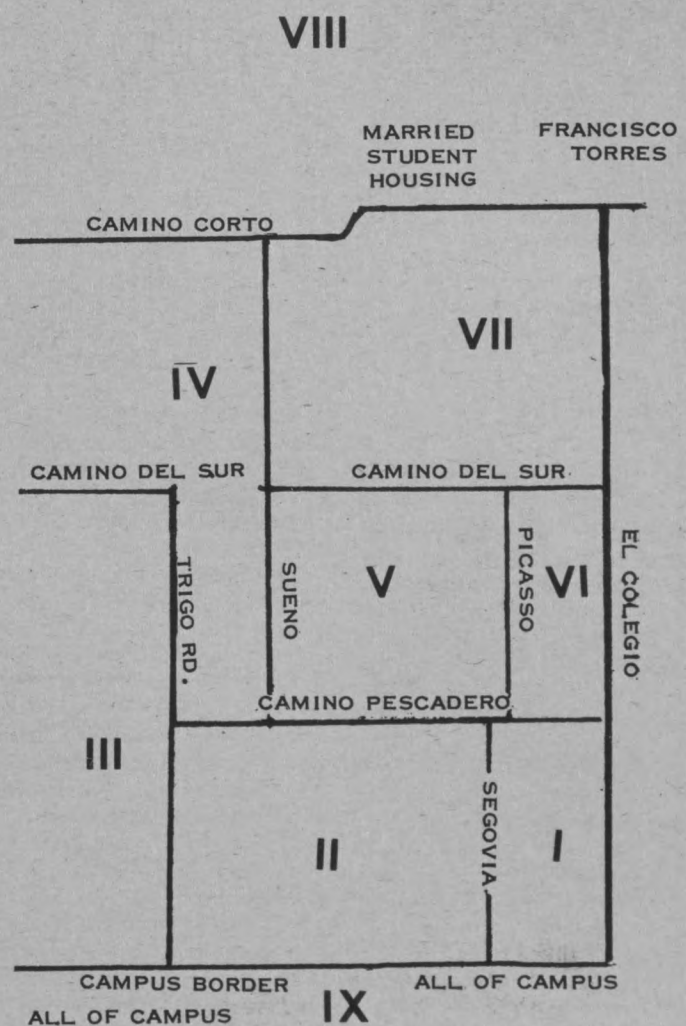 VIII
MARRIED
STUDENT
HOUSING
FRANCISCO
TORRES
CAMINO CORTO
VII
IV
CAMINO DEL SUR
CAMINO DEL SUR
TRIGO RD.
SUENO
V
PICASSO
VI
EL COLEGIO
CAMINO PESCADERO
III
II
SEGOVIA
I
CAMPUS BORDER
ALL OF CAMPUS
ALL OF CAMPUS
IX